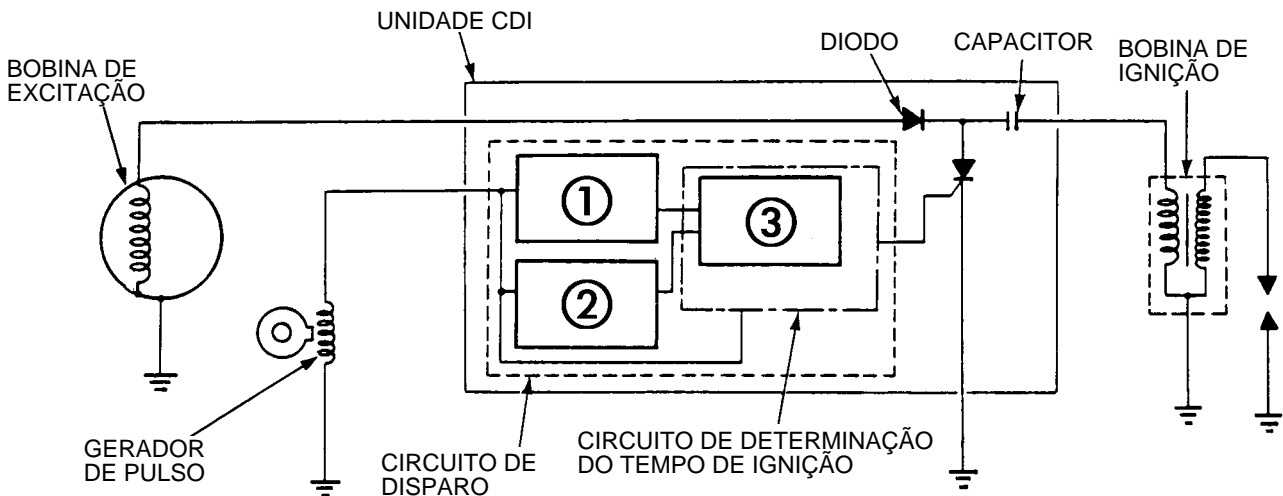 UNIDADE CDI
BOBINA DE
EXCITAÇÃO
DIODO
CAPACITOR
BOBINA DE
IGNIÇÃO
1
2
3
GERADOR
DE PULSO
CIRCUITO DE
DISPARO
CIRCUITO DE DETERMINAÇÃO
DO TEMPO DE IGNIÇÃO